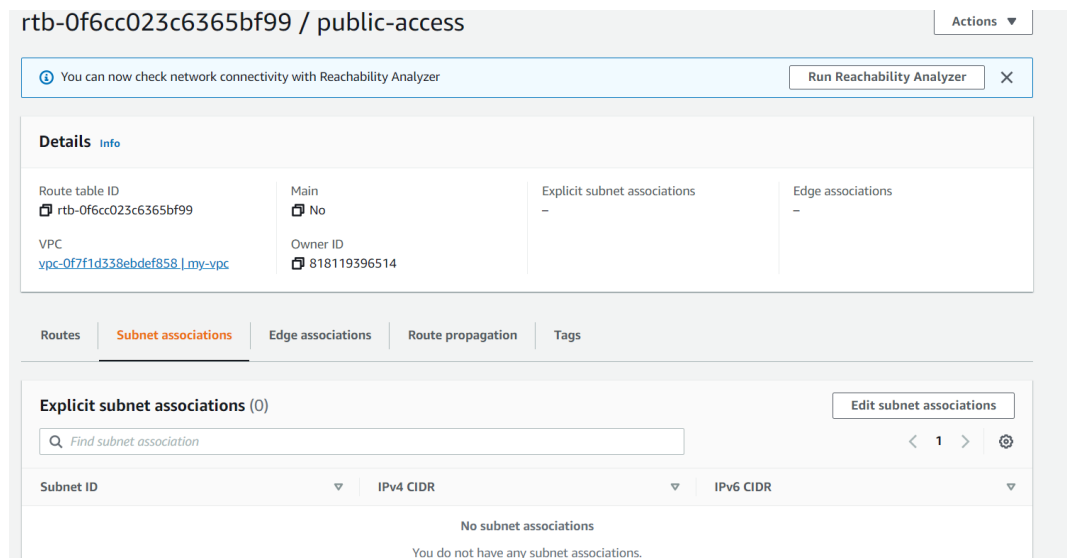 rtb-0f6cc023c6365bf99 / public-access
Actions
You can now check network connectivity with Reachability Analyzer
Run Reachability Analyzer
Details Info
Route table ID
rtb-0f6cc023c6365bf99
Main
No
Explicit subnet associations
–
Edge associations
–
VPC
vpc-0f7f1d338ebdef858 | my-vpc
Owner ID
818119396514
Routes
Subnet associations
Edge associations
Route propagation
Tags
Explicit subnet associations (0)
Edit subnet associations
Find subnet association
1
Subnet ID
IPv4 CIDR
IPv6 CIDR
No subnet associations
You do not have any subnet associations.